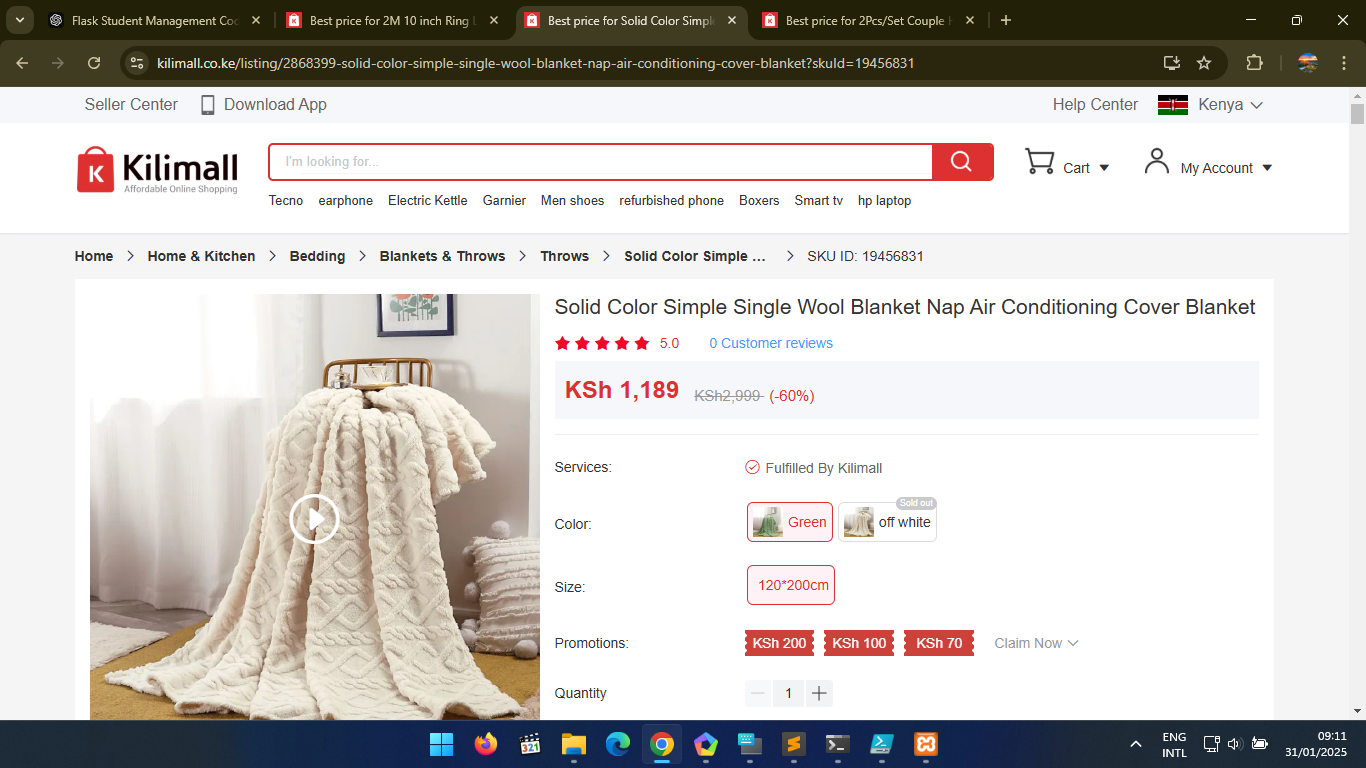 Flask Student Management Coc
Best price for 2M 10 inch Ring L
Best price for Solid Color Simple
Best price for 2Pcs/Set Couple H
kilimall.co.ke/listing/2868399-solid-color-simple-single-wool-blanket-nap-air-conditioning-cover-blanket?skuId=19456831
Seller Center Download App Help Center Kenya
K Kilimall
Affordable Online Shopping
I'm looking for...
Cart My Account
Tecno earphone Electric Kettle Garnier Men shoes refurbished phone Boxers Smart tv hp laptop
Home Home & Kitchen Bedding Blankets & Throws Throws Solid Color Simple ... SKU ID: 19456831
Solid Color Simple Single Wool Blanket Nap Air Conditioning Cover Blanket
5.0 0 Customer reviews
KSh 1,189 KSh2,999 (-60%)
Services: Fulfilled By Kilimall
Sold out
Color: Green off white
Size: 120*200cm
Promotions: KSh 200 KSh 100 KSh 70 Claim Now
Quantity 1
321
ENG
INTL
09:11
31/01/2025